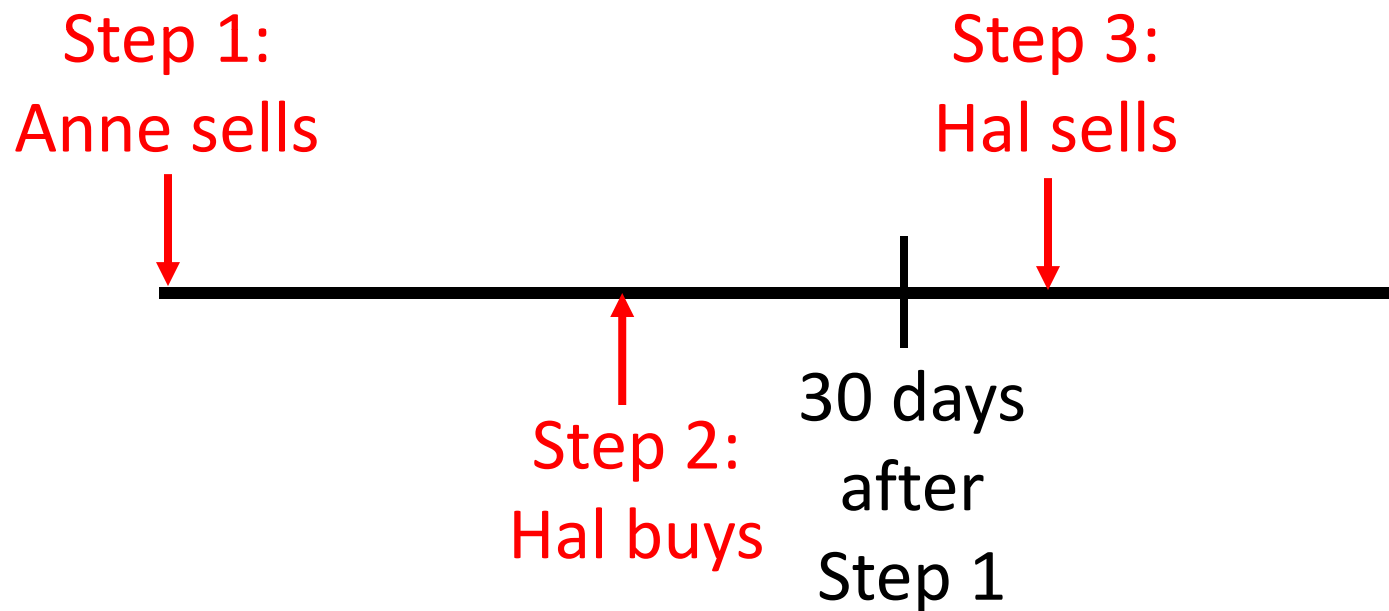 Step 1:
Anne sells
Step 3:
Hal sells
Step 2:
Hal buys
30 days
after
Step 1